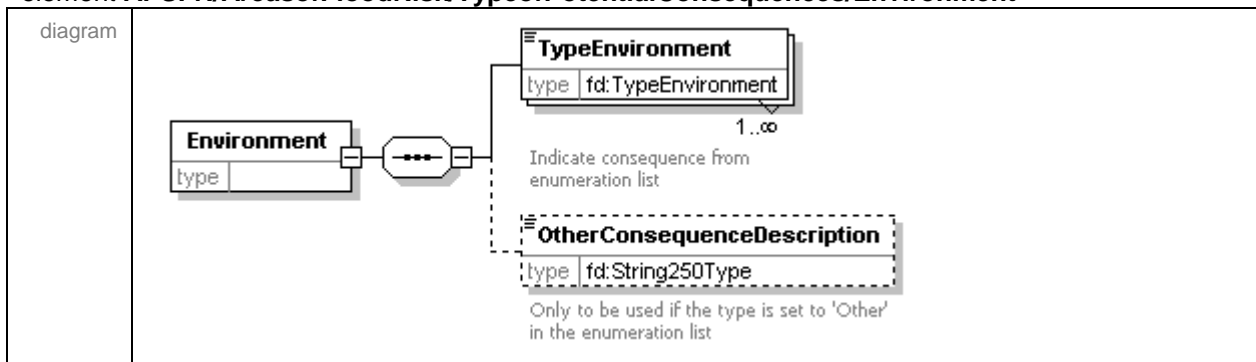 element
diagram
TypeEnvironment
type fd:TypeEnvironment
1..∞
Environment
type
Indicate consequence from
enumeration list
OtherConsequenceDescription
type fd:String250Type
Only to be used if the type is set to 'Other'
in the enumeration list